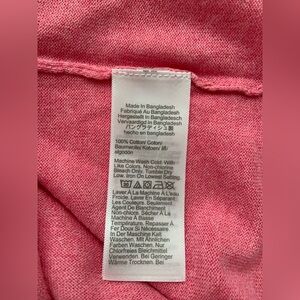 Made In Bangladesh
Fabriqué Au Bangladesh
Hergestellt In Bangladesch
Vervaardigd In Bangladesh
バングラディシュ製
hecho en bangladesh
100% Cotton/ Coton/
Baumwolle/ Katoen/ 綿/
algodón
Machine Wash Cold With
Like Colors. Non-chlorine
Bleach Only. Tumble Dry
Low. Iron On Lowest Setting.
Laver À La Machine À L'eau
Froide. Laver En Séparant
Les Couleurs. Seulement
Non-chlore. Sécher À La
Machine À Basse
Température. Repasser À
Fer Doux Si Nécessaire.
In Der Maschine Kalt
Waschen. Mit Ähnlichen
Farben Waschen. Nur
Chlorfreies Bleichmittel
Verwenden. Bei Geringer
Wärme Trocknen. Bei